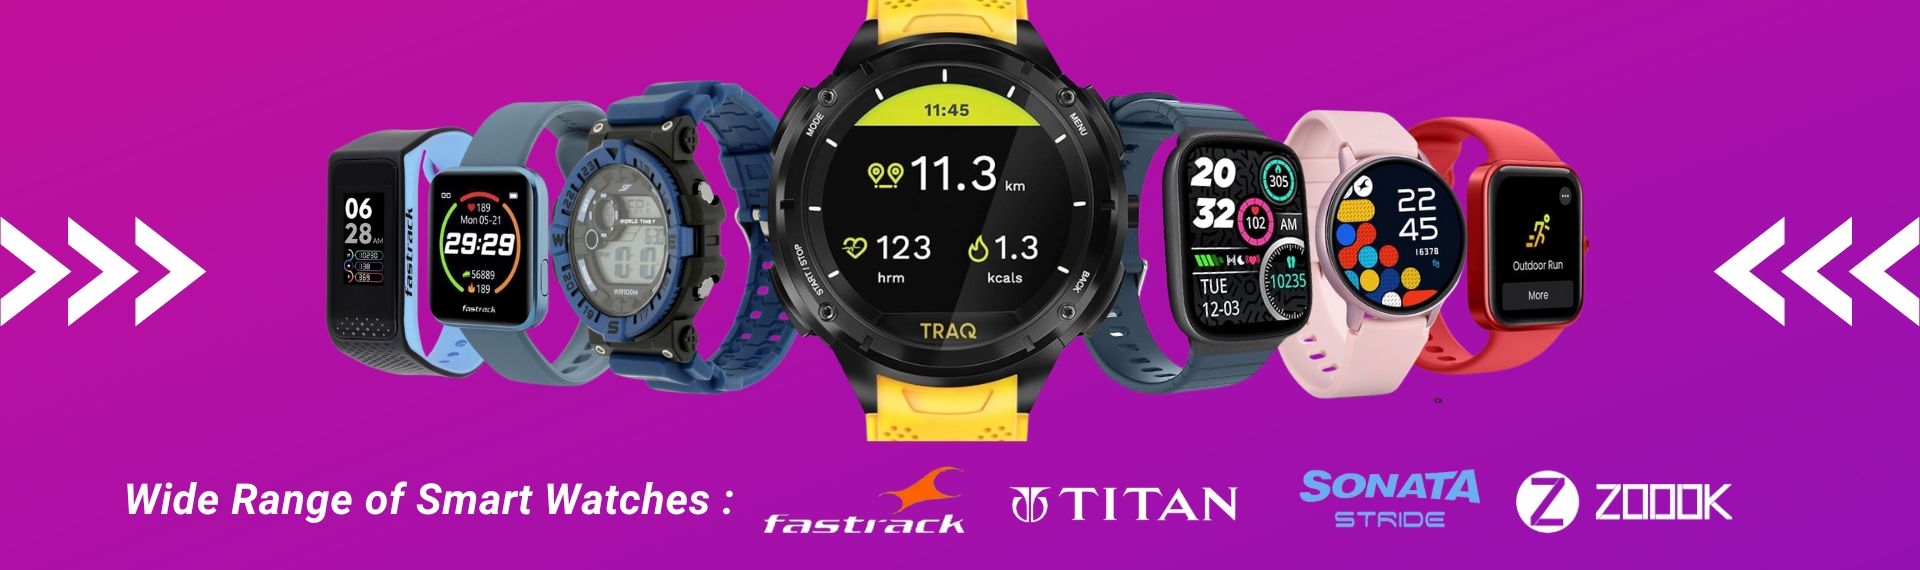 06
28 AM
10230
138
369
fastrack
189
Mon 05-21
29:29
56889
189
fastrack
WORLD TIME
WR100M
MODE
MENU
START / STOP
BACK
11:45
11.3 km
123
hrm
1.3
kcals
TRAQ
20
32
305
102
AM
TUE
12-03
10235
22
45
16378
Outdoor Run
More
Wide Range of Smart Watches :
fastrack
TITAN
SONATA
STRIDE
Z ZOOOK